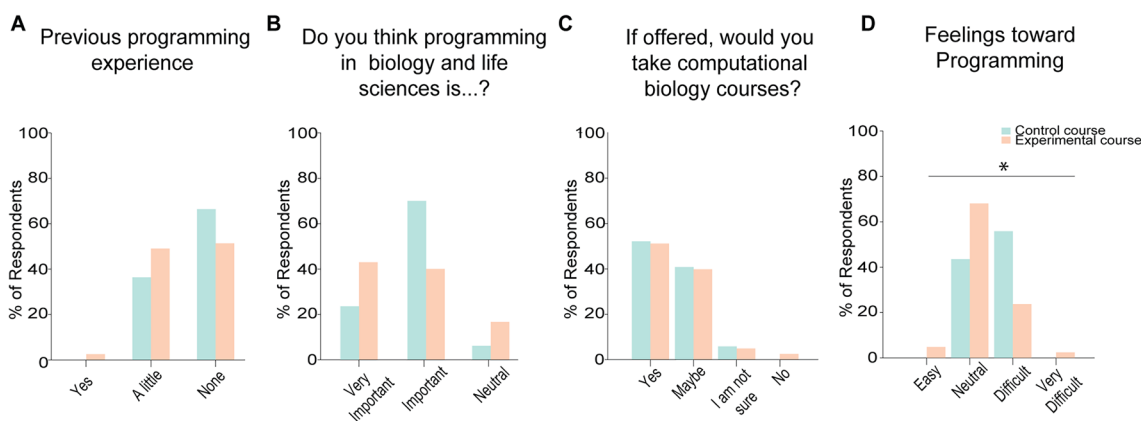 A
Previous programming
experience
% of Respondents
100
80
60
40
20
0
Yes
A little
None
B
Do you think programming
in biology and life
sciences is...?
% of Respondents
100
80
60
40
20
0
Very
Important
Important
Neutral
C
If offered, would you
take computational
biology courses?
% of Respondents
100
80
60
40
20
0
Yes
Maybe
I am not
sure
No
D
Feelings toward
Programming
Control course
Experimental course
*
% of Respondents
100
80
60
40
20
0
Easy
Neutral
Difficult
Very
Difficult